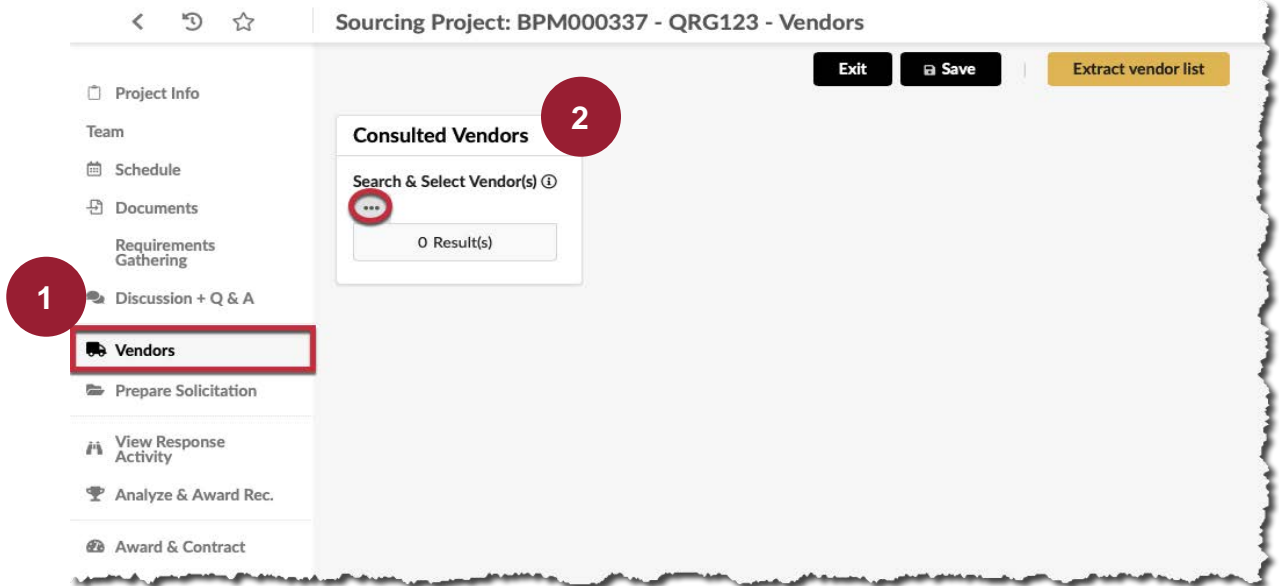 Sourcing Project: BPM000337 - QRG123 - Vendors
Exit
Save
Extract vendor list
Project Info
Team
Schedule
Documents
Requirements
Gathering
1
Discussion + Q & A
Vendors
Prepare Solicitation
View Response
Activity
Analyze & Award Rec.
Award & Contract
2
Consulted Vendors
Search & Select Vendor(s)
0 Result(s)